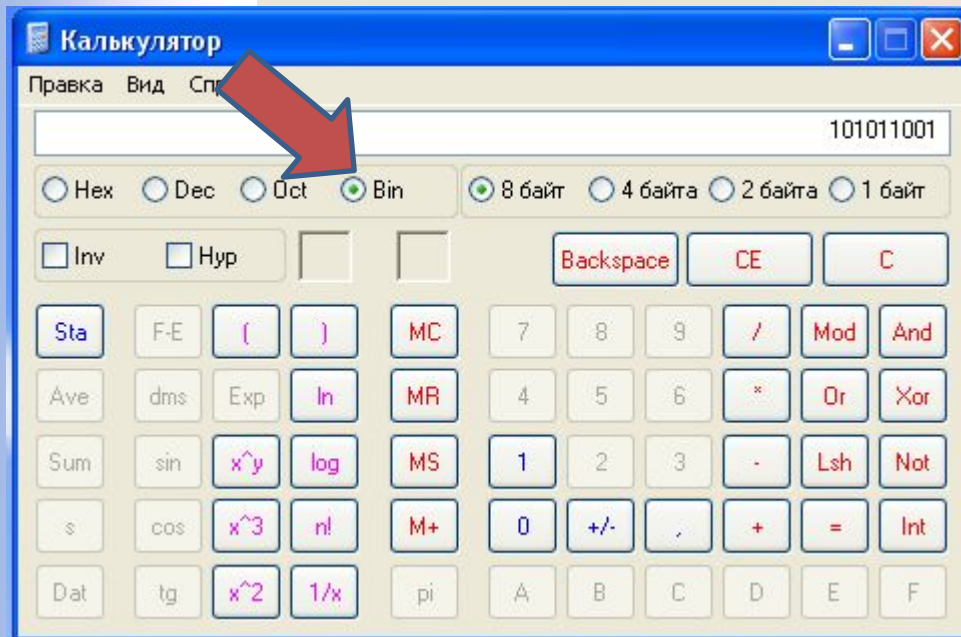 Калькулятор
Правка Вид
101011001
Hex Dec Oct Bin 8 байт 4 байта 2 байта 1 байт
Inv Hyp Backspace CE C
Sta F-E ( ) MC 7 8 9 / Mod And
Ave dms Exp ln MR 4 5 6 * Or Xor
Sum sin x^y log MS 1 2 3 - Lsh Not
s cos x^3 n! M+ 0 +/- , + = Int
Dat tg x^2 1/x pi A B C D E F